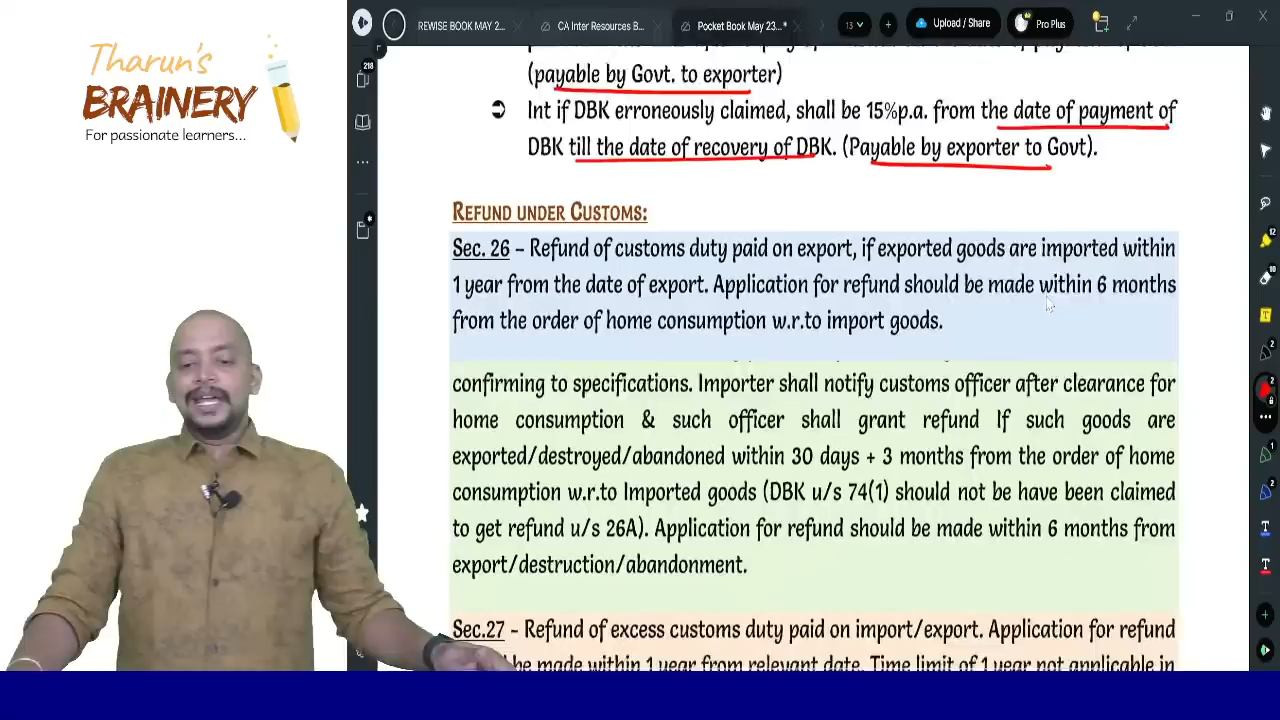 Tharun's
BRAINERY
For passionate learners...
REWISE BOOK MAY 2...
CA Inter Resources B...
Pocket Book May 23...*
13
Upload / Share
Pro Plus
218
(payable by Govt. to exporter)
Int if DBK erroneously claimed, shall be 15%p.a. from the date of payment of
DBK till the date of recovery of DBK. (Payable by exporter to Govt).
REFUND UNDER CUSTOMS:
Sec. 26 – Refund of customs duty paid on export, if exported goods are imported within
1 year from the date of export. Application for refund should be made within 6 months
from the order of home consumption w.r.to import goods.
confirming to specifications. Importer shall notify customs officer after clearance for
home consumption & such officer shall grant refund If such goods are
exported/destroyed/abandoned within 30 days + 3 months from the order of home
consumption w.r.to Imported goods (DBK u/s 74(1) should not be have been claimed
to get refund u/s 26A). Application for refund should be made within 6 months from
export/destruction/abandonment.
Sec.27 - Refund of excess customs duty paid on import/export. Application for refund
be made within 1 year from relevant date. Time limit of 1 year not applicable in